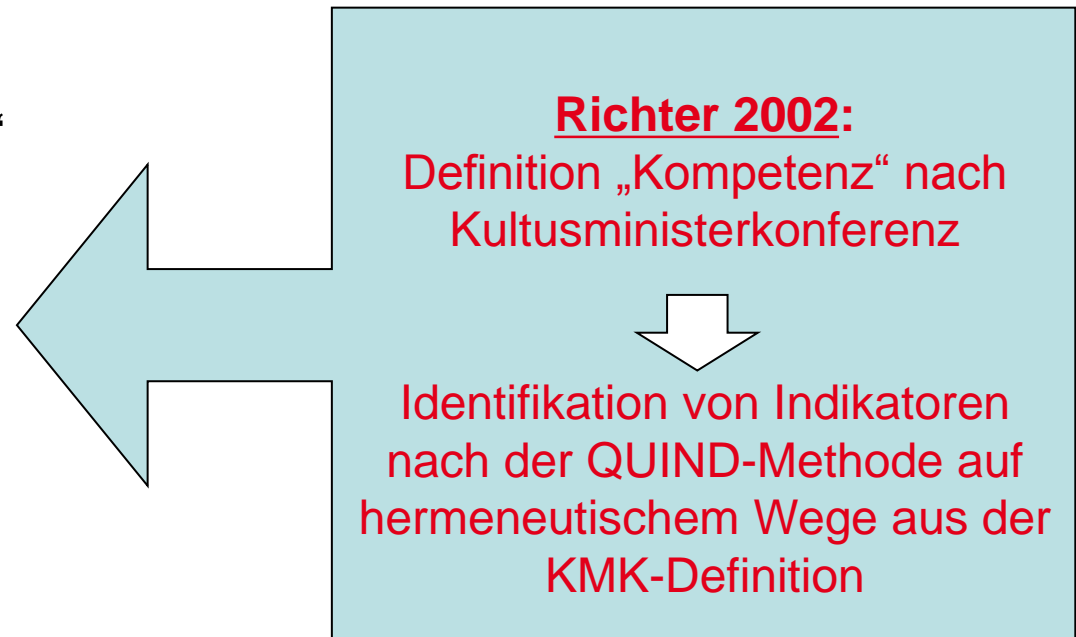 “
Richter 2002:
Definition „Kompetenz“ nach
Kultusministerkonferenz
Identifikation von Indikatoren
nach der QUIND-Methode auf
hermeneutischem Wege aus der
KMK-Definition